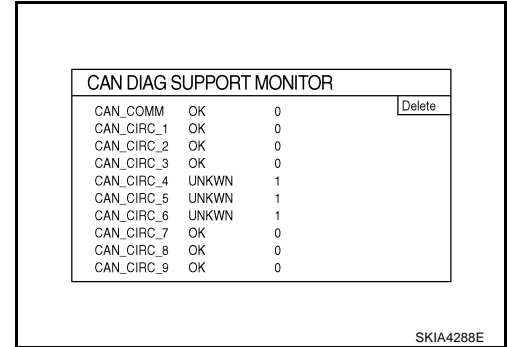 CAN DIAG SUPPORT MONITOR
Delete
CAN_COMM OK 0
CAN_CIRC_1 OK 0
CAN_CIRC_2 OK 0
CAN_CIRC_3 OK 0
CAN_CIRC_4 UNKWN 1
CAN_CIRC_5 UNKWN 1
CAN_CIRC_6 UNKWN 1
CAN_CIRC_7 OK 0
CAN_CIRC_8 OK 0
CAN_CIRC_9 OK 0
SKIA4288E